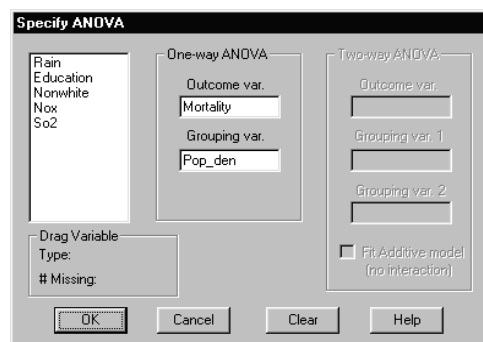 Specify ANOVA
Rain
Education
Nonwhite
Nox
So2
Drag Variable
Type:
# Missing:
One-way ANOVA
Outcome var.
Mortality
Grouping var.
Pop_den
Two-way ANOVA
Outcome var.
Grouping var. 1
Grouping var. 2
Fit Additive model
(no interaction)
OK
Cancel
Clear
Help